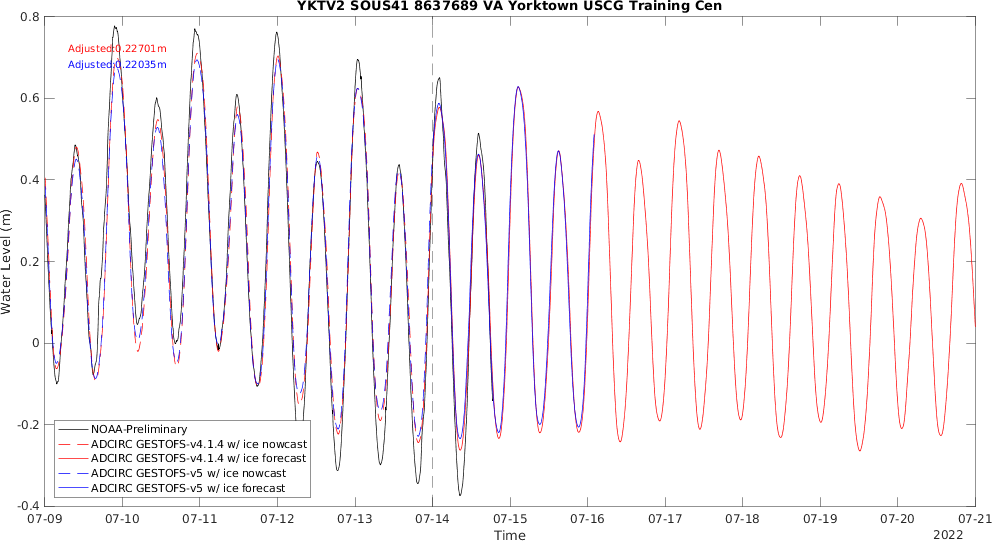 YKTV2 SOUS41 8637689 VA Yorktown USCG Training Cen
Water Level (m)
0.8
0.6
0.4
0.2
0
-0.2
-0.4
Adjusted:0.22701m
Adjusted:0.22035m
NOAA-Preliminary
ADCIRC GESTOFS-v4.1.4 w/ ice nowcast
ADCIRC GESTOFS-v4.1.4 w/ ice forecast
ADCIRC GESTOFS-v5 w/ ice nowcast
ADCIRC GESTOFS-v5 w/ ice forecast
07-09 07-10 07-11 07-12 07-13 07-14 07-15 07-16 07-17 07-18 07-19 07-20 07-21
Time
2022